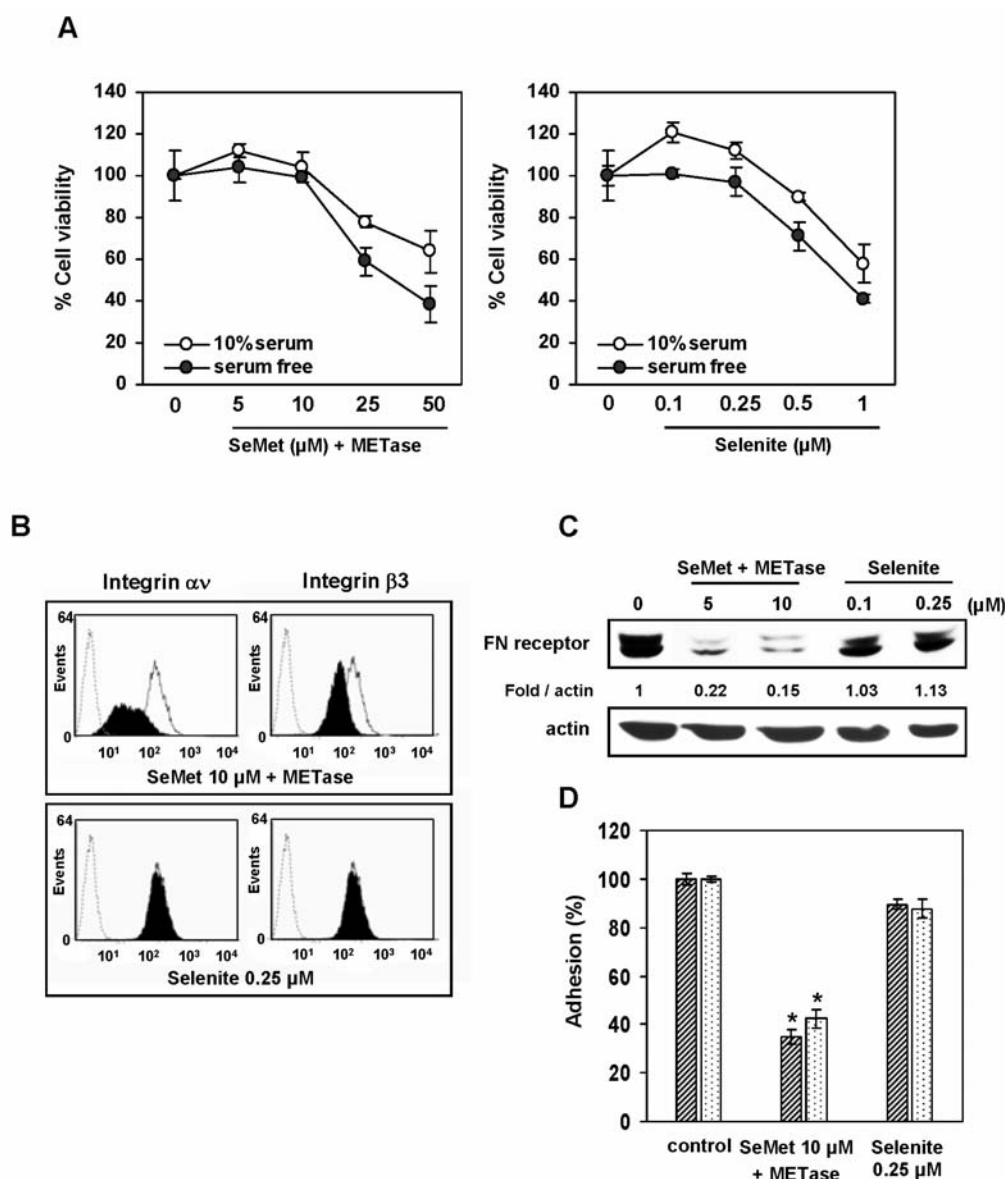 A
140
120
100
80
60
40
20
0
% Cell viability
10% serum
serum free
0 5 10 25 50
SeMet (µM) + METase
140
120
100
80
60
40
20
0
% Cell viability
10% serum
serum free
0 0.1 0.25 0.5 1
Selenite (µM)
B
Integrin αν Integrin β3
64
Events
0
10¹ 10² 10³ 10⁴
64
Events
0
10¹ 10² 10³ 10⁴
SeMet 10 µM + METase
64
Events
0
10¹ 10² 10³ 10⁴
64
Events
0
10¹ 10² 10³ 10⁴
Selenite 0.25 µM
C
SeMet + METase Selenite
0 5 10 0.1 0.25 (µM)
FN receptor
Fold / actin 1 0.22 0.15 1.03 1.13
actin
D
120
100
80
60
40
20
0
Adhesion (%)
* *
control SeMet 10 µM Selenite
+ METase 0.25 µM